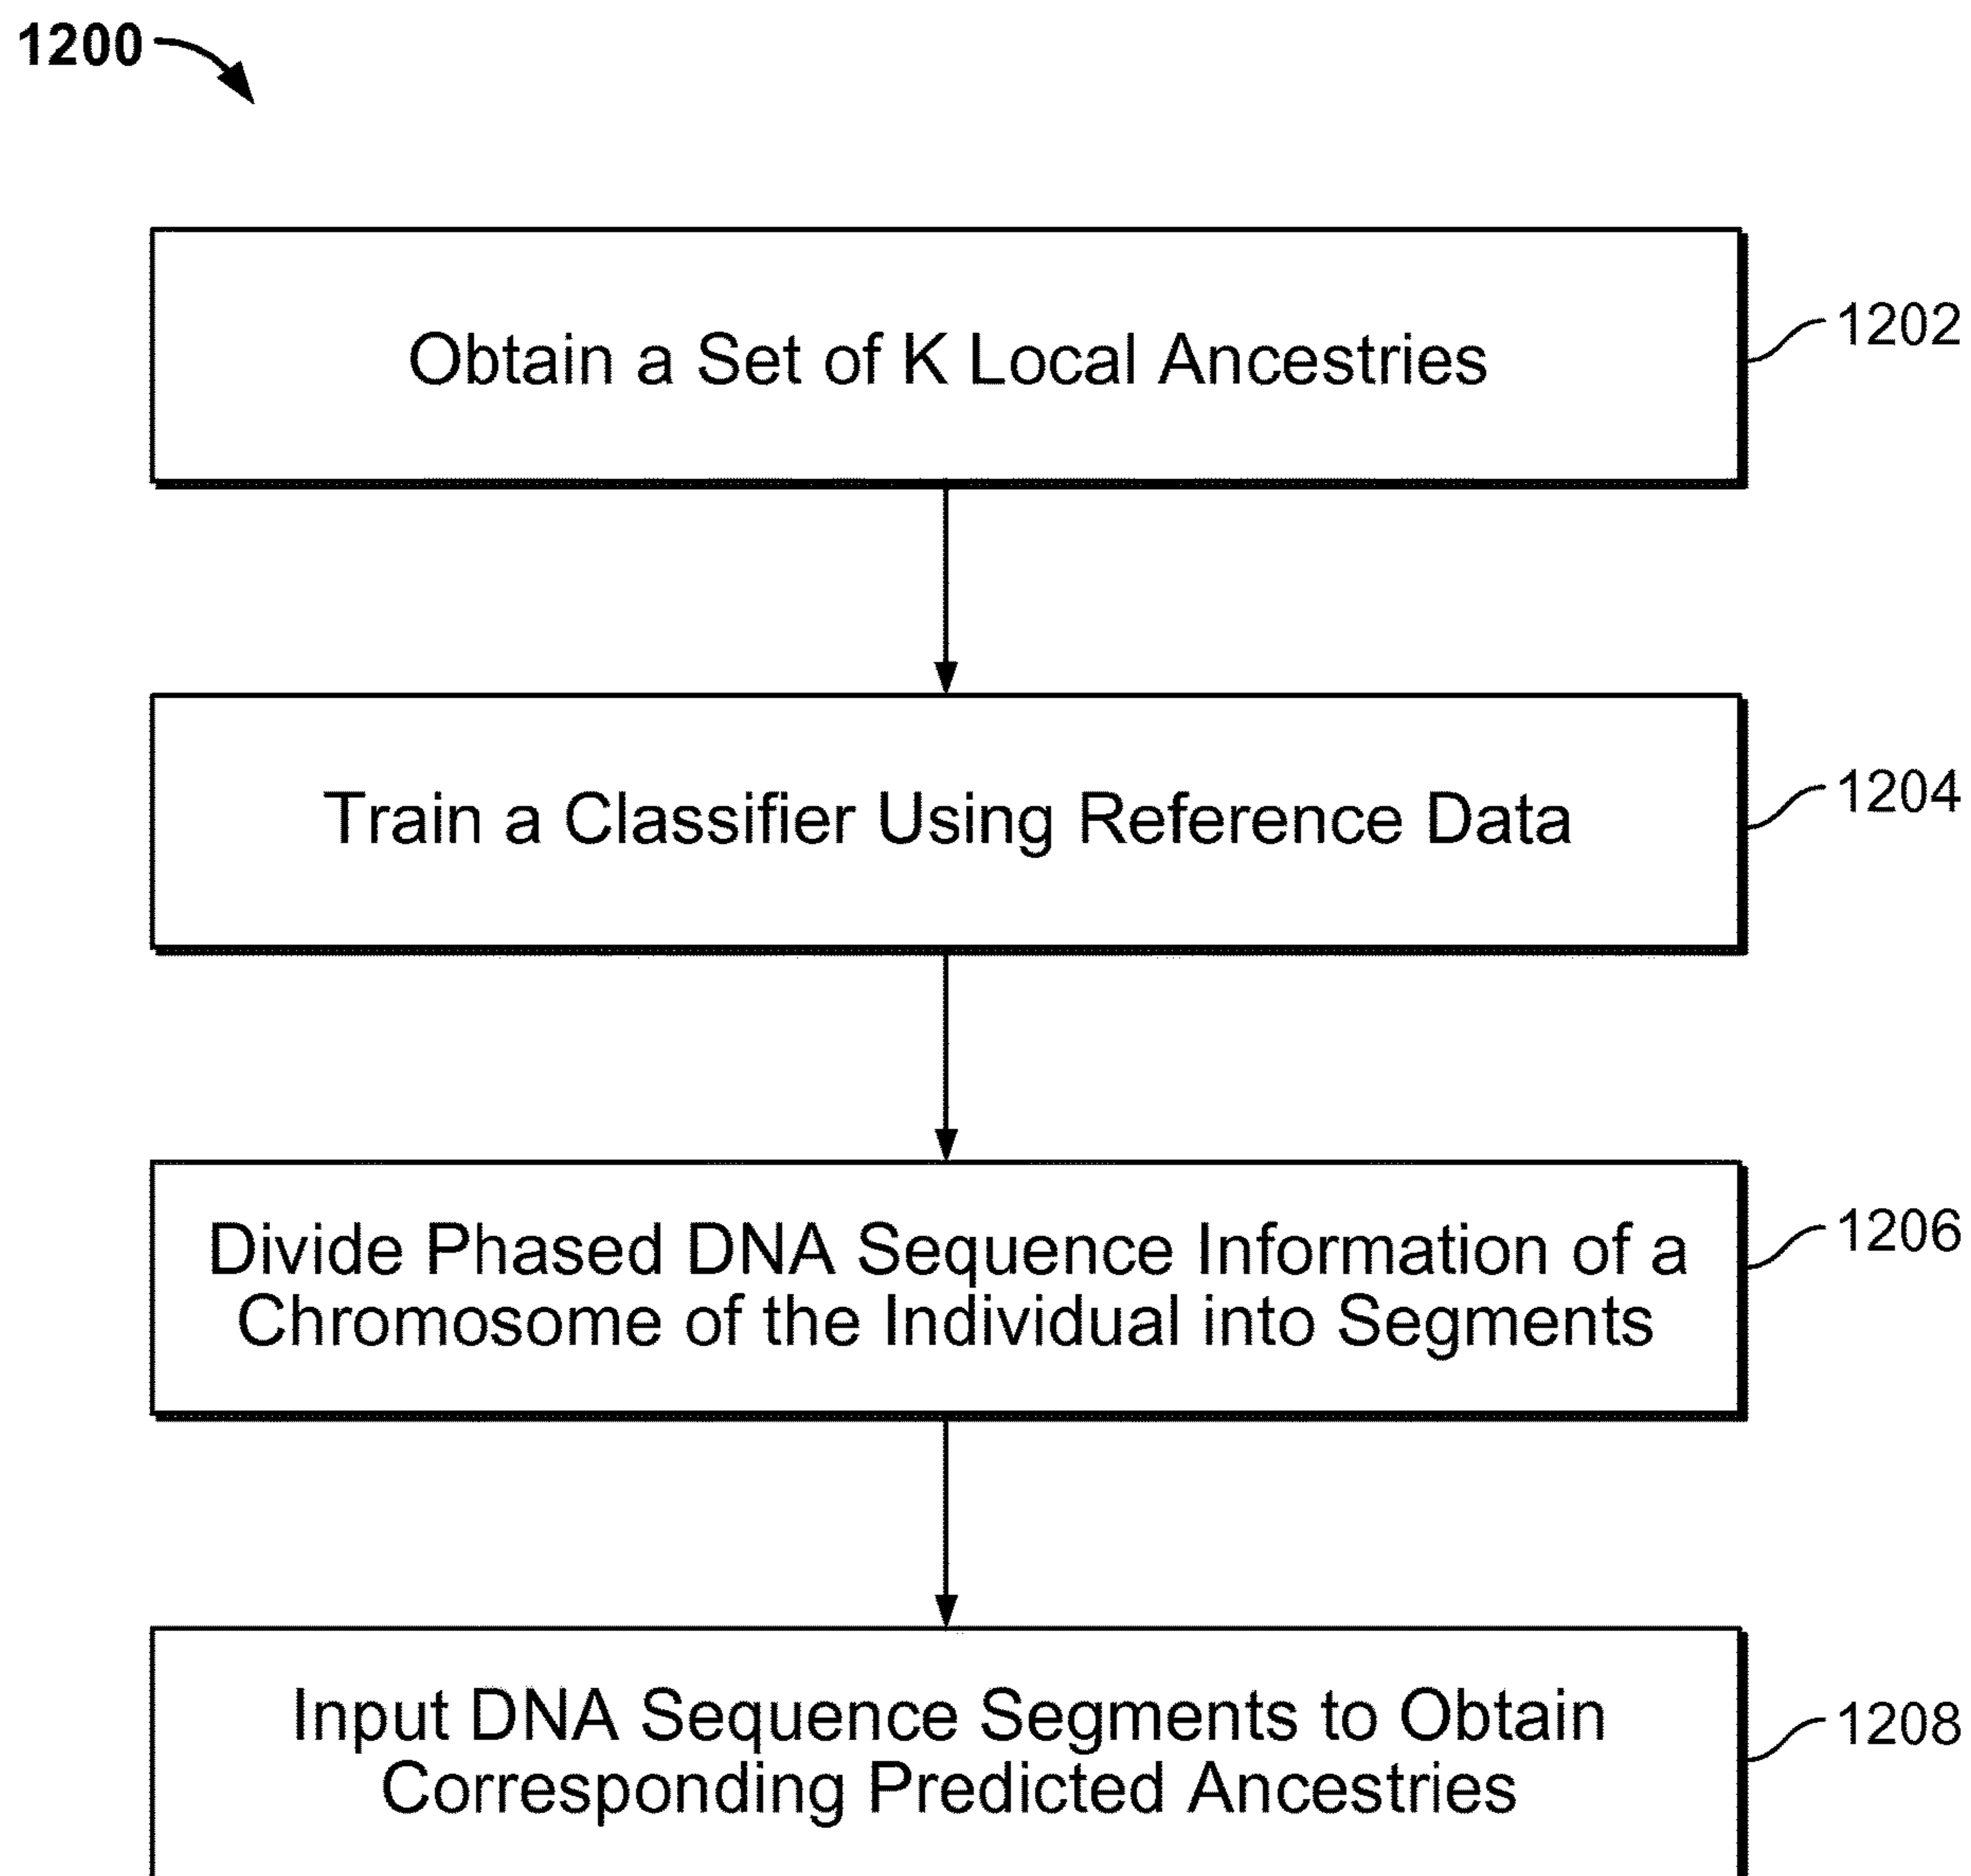 1200
Obtain a Set of K Local Ancestries
1202
Train a Classifier Using Reference Data
1204
Divide Phased DNA Sequence Information of a
Chromosome of the Individual into Segments
1206
Input DNA Sequence Segments to Obtain
Corresponding Predicted Ancestries
1208